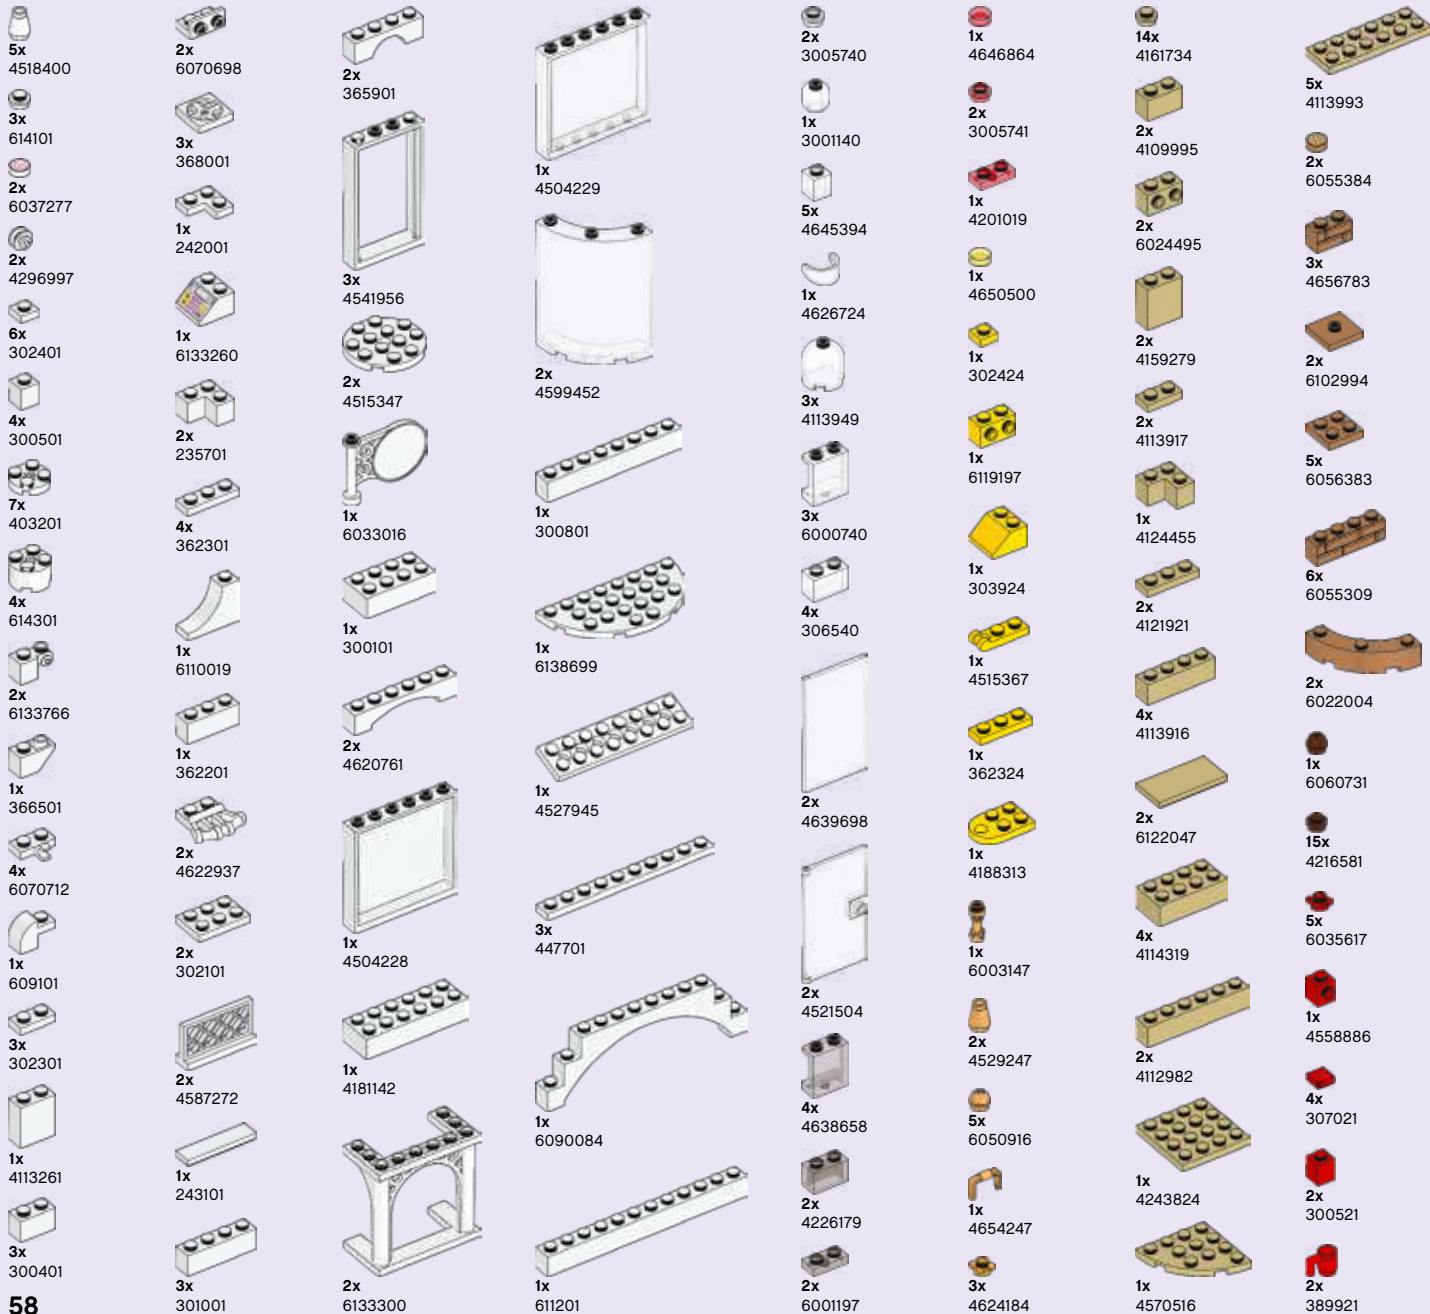 5x
4518400
3x
614101
2x
6037277
2x
4296997
6x
302401
4x
300501
7x
403201
4x
614301
2x
6133766
1x
366501
4x
6070712
1x
609101
3x
302301
1x
4113261
3x
300401
58
2x
6070698
3x
368001
1x
242001
1x
6133260
2x
235701
4x
362301
1x
6110019
1x
362201
2x
4622937
2x
302101
2x
4587272
1x
243101
3x
301001
2x
365901
3x
4541956
2x
4515347
1x
6033016
1x
300101
2x
4620761
1x
4504228
1x
4181142
2x
6133300
1x
4504229
2x
4599452
1x
300801
1x
6138699
1x
4527945
3x
447701
1x
6090084
1x
611201
2x
3005740
1x
3001140
5x
4645394
1x
4626724
3x
4113949
3x
6000740
4x
306540
2x
4639698
2x
4521504
4x
4638658
2x
4226179
2x
6001197
1x
4646864
2x
3005741
1x
4201019
1x
4650500
1x
302424
1x
6119197
1x
303924
1x
4515367
1x
362324
1x
4188313
1x
6003147
2x
4529247
5x
6050916
1x
4654247
3x
4624184
14x
4161734
2x
4109995
2x
6024495
2x
4159279
2x
4113917
1x
4124455
2x
4121921
4x
4113916
2x
6122047
4x
4114319
2x
4112982
1x
4243824
1x
4570516
5x
4113993
2x
6055384
3x
4656783
2x
6102994
5x
6056383
6x
6055309
2x
6022004
1x
6060731
15x
4216581
5x
6035617
1x
4558886
4x
307021
2x
300521
2x
389921